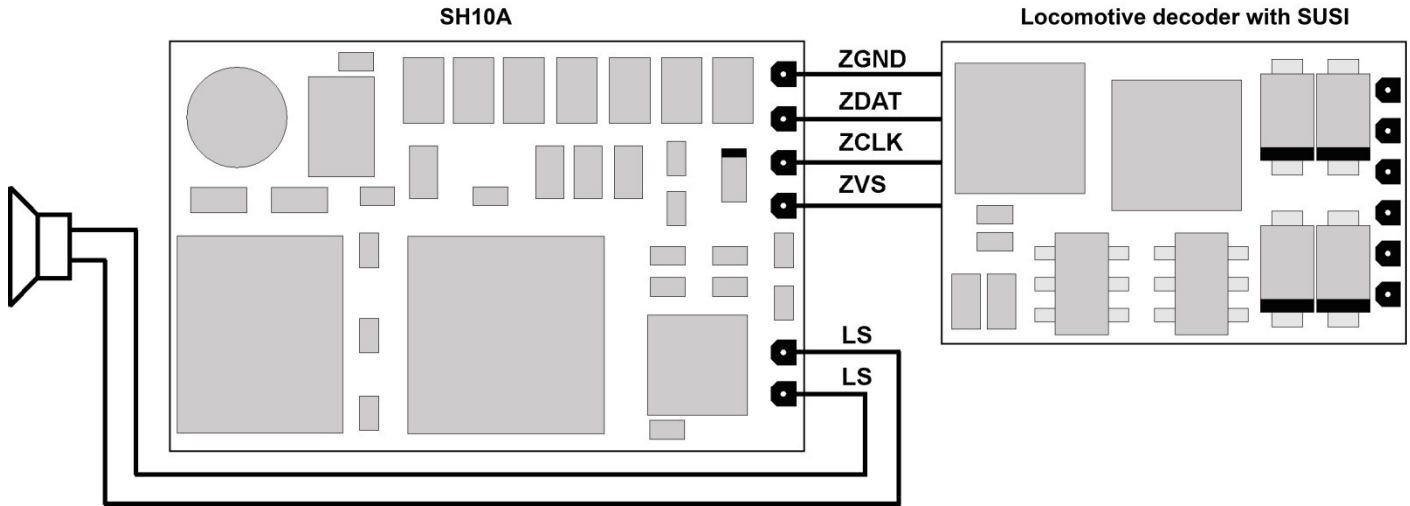 SH10A
Locomotive decoder with SUSI
ZGND
ZDAT
ZCLK
ZVS
LS
LS